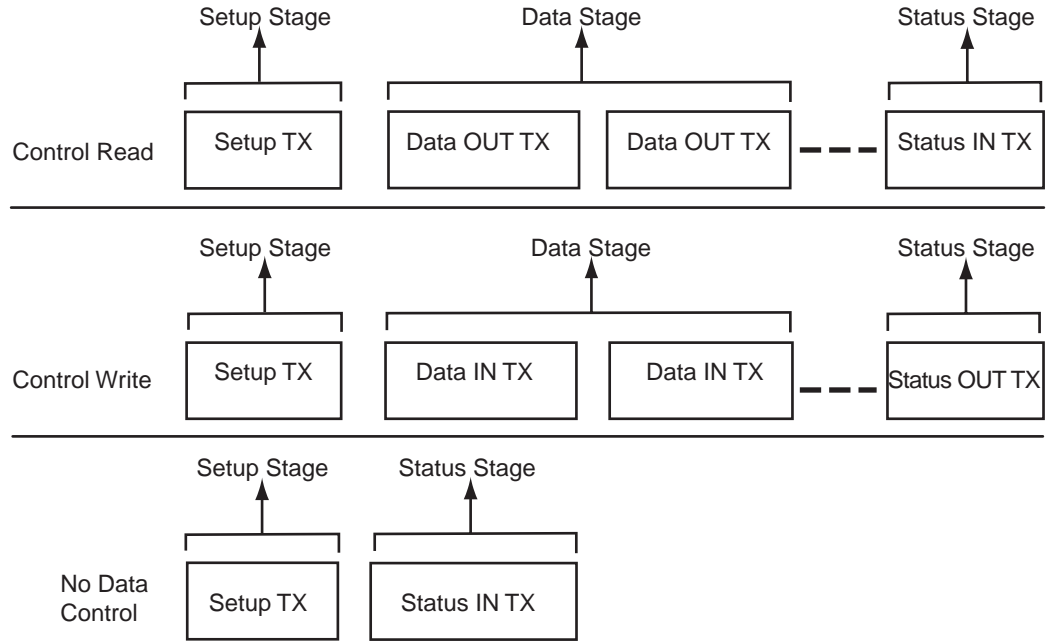 Setup Stage Data Stage Status Stage
Control Read Setup TX Data OUT TX Data OUT TX Status IN TX
Setup Stage Data Stage Status Stage
Control Write Setup TX Data IN TX Data IN TX Status OUT TX
Setup Stage Status Stage
No Data
Control
Setup TX Status IN TX